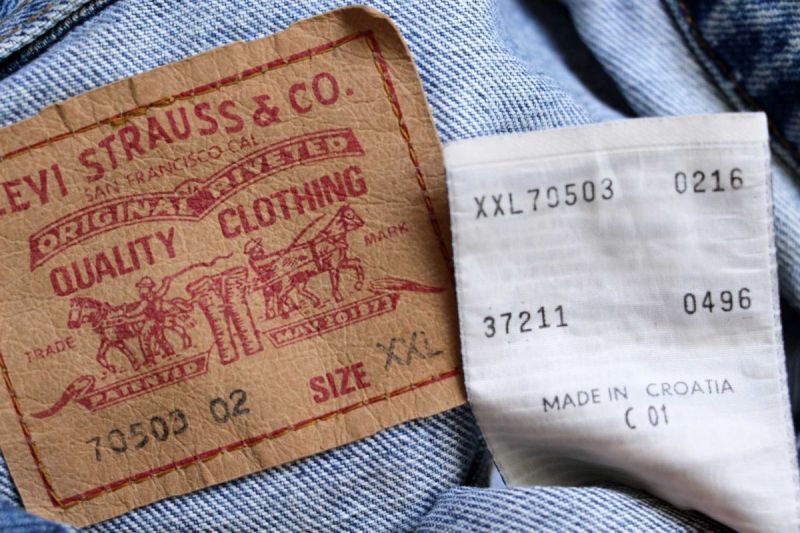 LEVI STRAUSS & CO.
SAN FRANCISCO, CAL
ORIGINAL RIVETED
QUALITY CLOTHING
TRADE MARK
PATENTED MAY 20 1873
70503 02 SIZE XXL
XXL70503 0216
37211 0496
MADE IN CROATIA
C 01